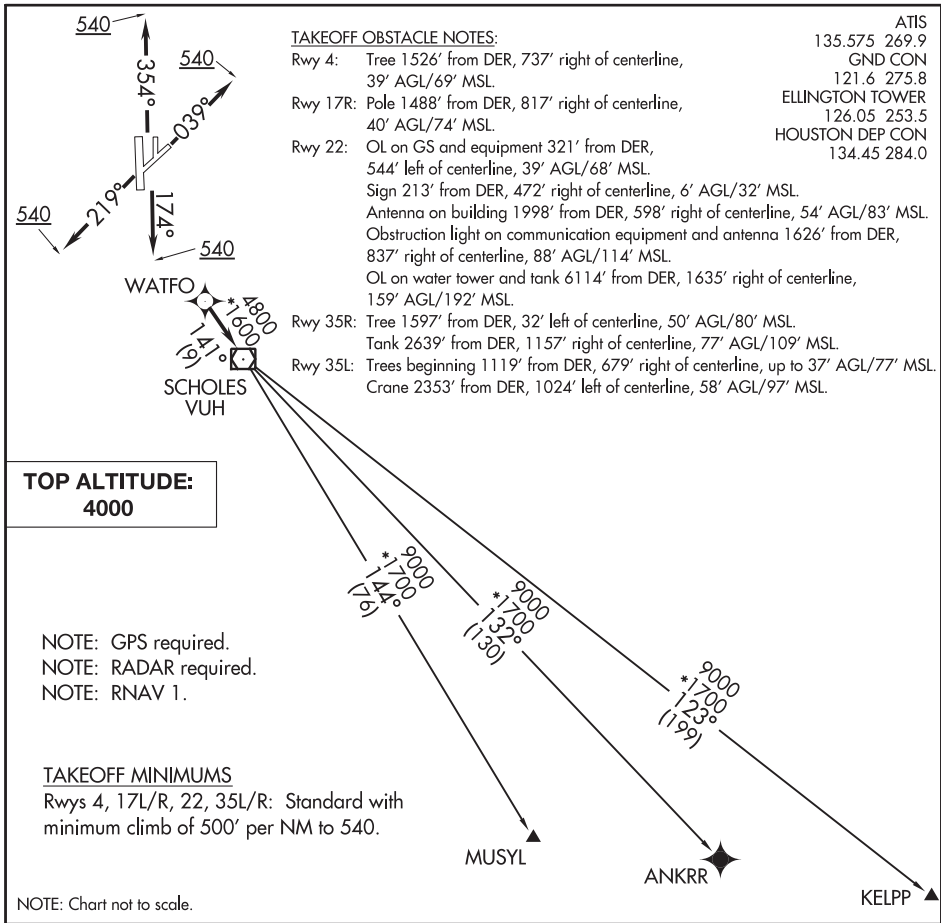 540
354°
540
039°
219°
540
174°
540
TAKEOFF OBSTACLE NOTES:
Rwy 4: Tree 1526' from DER, 737' right of centerline,
39' AGL/69' MSL.
Rwy 17R: Pole 1488' from DER, 817' right of centerline,
40' AGL/74' MSL.
Rwy 22: OL on GS and equipment 321' from DER,
544' left of centerline, 39' AGL/68' MSL.
Sign 213' from DER, 472' right of centerline, 6' AGL/32' MSL.
Antenna on building 1998' from DER, 598' right of centerline, 54' AGL/83' MSL.
Obstruction light on communication equipment and antenna 1626' from DER,
837' right of centerline, 88' AGL/114' MSL.
OL on water tower and tank 6114' from DER, 1635' right of centerline,
159' AGL/192' MSL.
Rwy 35R: Tree 1597' from DER, 32' left of centerline, 50' AGL/80' MSL.
Tank 2639' from DER, 1157' right of centerline, 77' AGL/109' MSL.
Rwy 35L: Trees beginning 1119' from DER, 679' right of centerline, up to 37' AGL/77' MSL.
Crane 2353' from DER, 1024' left of centerline, 58' AGL/97' MSL.
ATIS
135.575 269.9
GND CON
121.6 275.8
ELLINGTON TOWER
126.05 253.5
HOUSTON DEP CON
134.45 284.0
WATFO
4800
*1600
141°
(9)
SCHOLES
VUH
TOP ALTITUDE:
4000
9000
*1700
144°
(76)
9000
*1700
132°
(130)
9000
*1700
123°
(199)
NOTE: GPS required.
NOTE: RADAR required.
NOTE: RNAV 1.
TAKEOFF MINIMUMS
Rwys 4, 17L/R, 22, 35L/R: Standard with
minimum climb of 500' per NM to 540.
MUSYL
ANKRR
KELPP
NOTE: Chart not to scale.